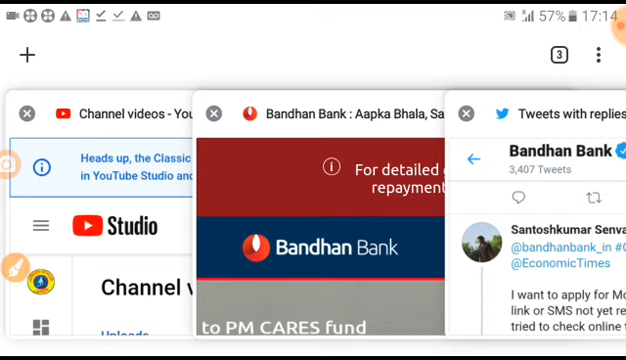 57% 17:14
3
Channel videos - You
Heads up, the Classic
in YouTube Studio and
Studio
Channel v
Uploads
Bandhan Bank : Aapka Bhala, Sa
For detailed
repayment
Bandhan Bank
to PM CARES fund
Tweets with replies
Bandhan Bank
3,407 Tweets
Santoshkumar Senva
@bandhanbank_in #
@EconomicTimes
I want to apply for Mo
link or SMS not yet re
tried to check online